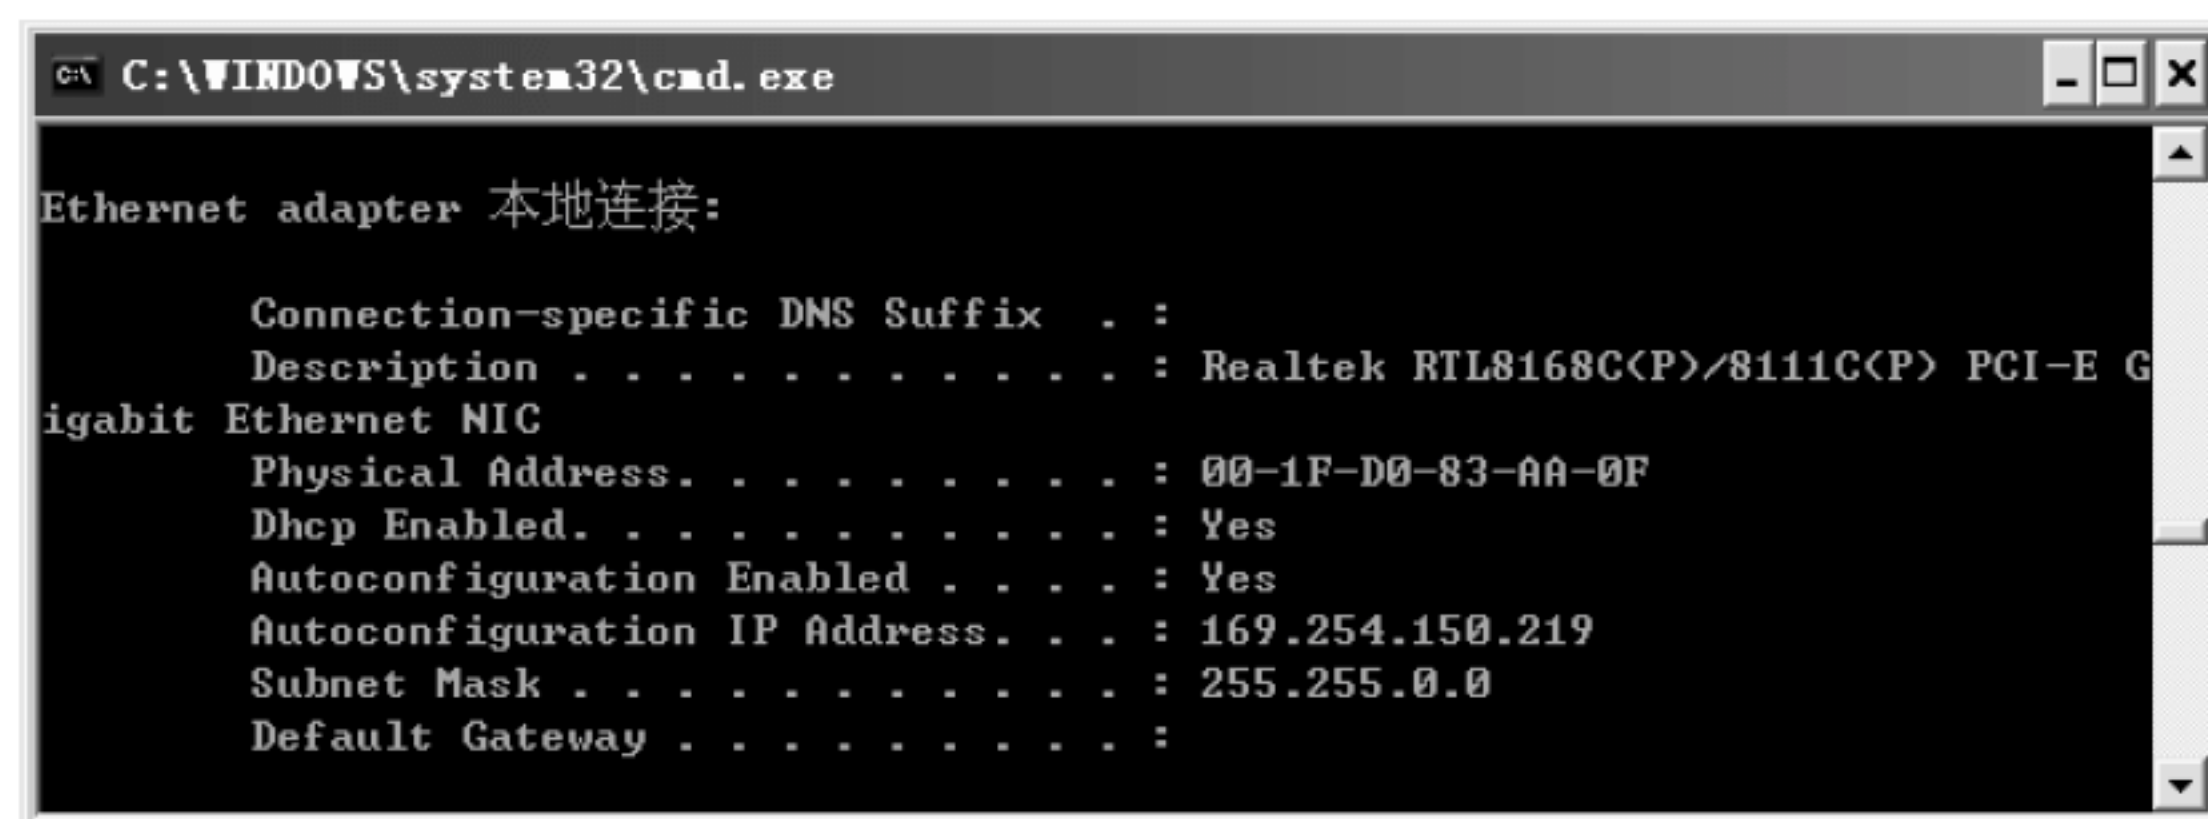 C:\WINDOWS\system32\cmd.exe
Ethernet adapter 本地连接:
Connection-specific DNS Suffix  . :
Description . . . . . . . . . . . : Realtek RTL8168C(P)/8111C(P) PCI-E G
igabit Ethernet NIC
Physical Address. . . . . . . . . : 00-1F-D0-83-AA-0F
Dhcp Enabled. . . . . . . . . . . : Yes
Autoconfiguration Enabled . . . . : Yes
Autoconfiguration IP Address. . . : 169.254.150.219
Subnet Mask . . . . . . . . . . . : 255.255.0.0
Default Gateway . . . . . . . . . :